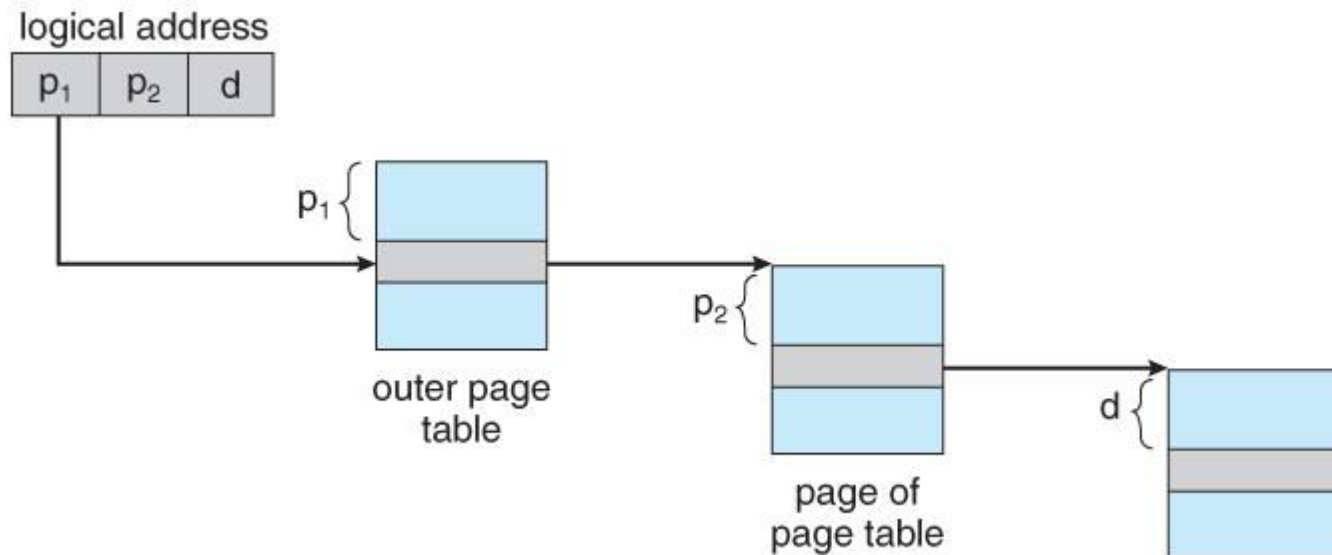 logical address
p₁ p₂ d
p₁
outer page
table
p₂
page of
page table
d